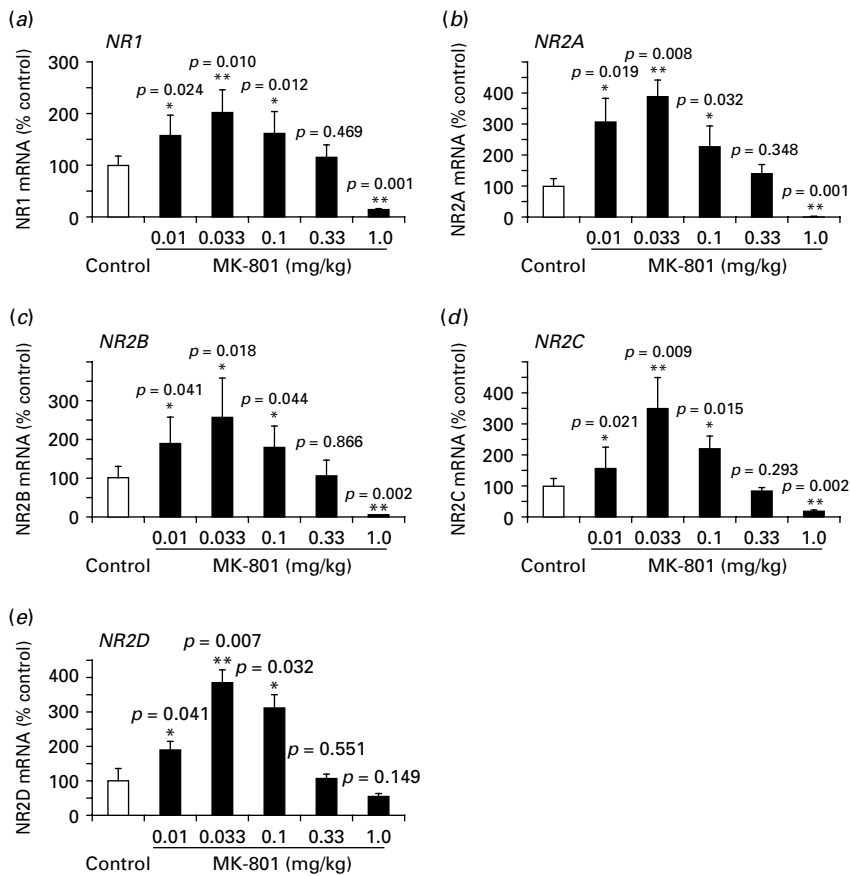 (a)
NR1
NR1 mRNA (% control)
300
200
100
0
p = 0.024
*
p = 0.010
**
p = 0.012
*
p = 0.469
p = 0.001
**
0.01 0.033 0.1 0.33 1.0
Control MK-801 (mg/kg)
(b)
NR2A
NR2A mRNA (% control)
400
300
200
100
0
p = 0.019
*
p = 0.008
**
p = 0.032
*
p = 0.348
p = 0.001
**
0.01 0.033 0.1 0.33 1.0
Control MK-801 (mg/kg)
(c)
NR2B
NR2B mRNA (% control)
300
200
100
0
p = 0.041
*
p = 0.018
*
p = 0.044
*
p = 0.866
p = 0.002
**
0.01 0.033 0.1 0.33 1.0
Control MK-801 (mg/kg)
(d)
NR2C
NR2C mRNA (% control)
400
300
200
100
0
p = 0.021
*
p = 0.009
**
p = 0.015
*
p = 0.293
p = 0.002
**
0.01 0.033 0.1 0.33 1.0
Control MK-801 (mg/kg)
(e)
NR2D
NR2D mRNA (% control)
400
300
200
100
0
p = 0.041
*
p = 0.007
**
p = 0.032
*
p = 0.551
p = 0.149
0.01 0.033 0.1 0.33 1.0
Control MK-801 (mg/kg)